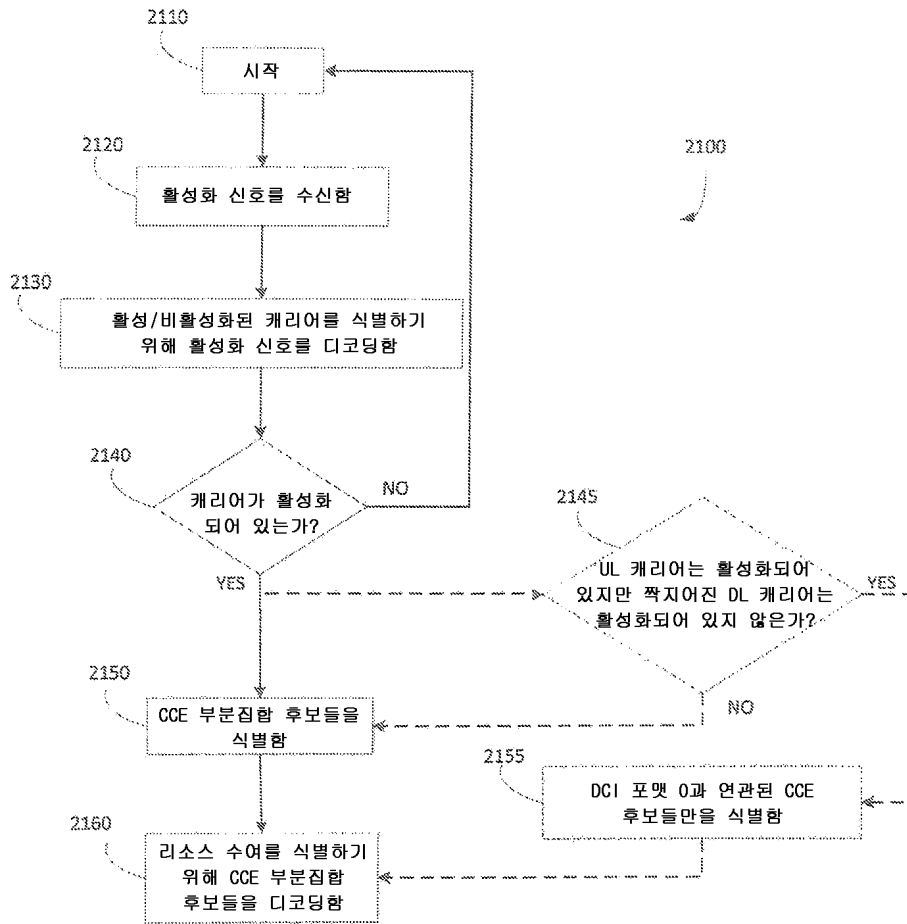 2110
시작
2120
2100
활성화 신호를 수신함
2130
활성/비활성화된 캐리어를 식별하기
위해 활성화 신호를 디코딩함
2140
캐리어가 활성화
되어 있는가?
NO
YES
2145
UL 캐리어는 활성화되어
있지만 짝지어진 DL 캐리어는
활성화되어 있지 않은가?
YES
NO
2150
CCE 부분집합 후보들을
식별함
2155
DCI 포맷 0과 연관된 CCE
후보들만을 식별함
2160
리소스 수여를 식별하기
위해 CCE 부분집합
후보들을 디코딩함